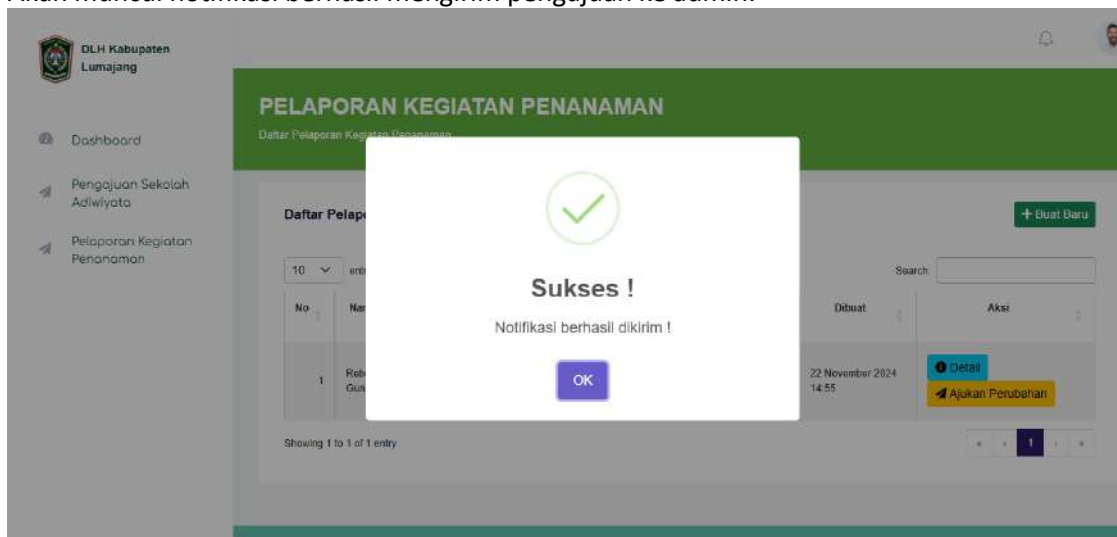 Akan muncul notifikasi berhasil mengirim pengajuan ke admin.
DLH Kabupaten
Lumajang
PELAPORAN KEGIATAN PENANAMAN
Daftar Pelaporan Kegiatan Penanaman
Dashboard
Pengajuan Sekolah
Adiwiyata
Pelaporan Kegiatan
Penanaman
Daftar Pelap
+ Buat Baru
10
Search:
Sukses !
Notifikasi berhasil dikirim !
OK
No
Dibuat
Aksi
1
22 November 2024
14:55
Detail
Ajukan Perubahan
Showing 1 to 1 of 1 entry
« ‹ 1 › »